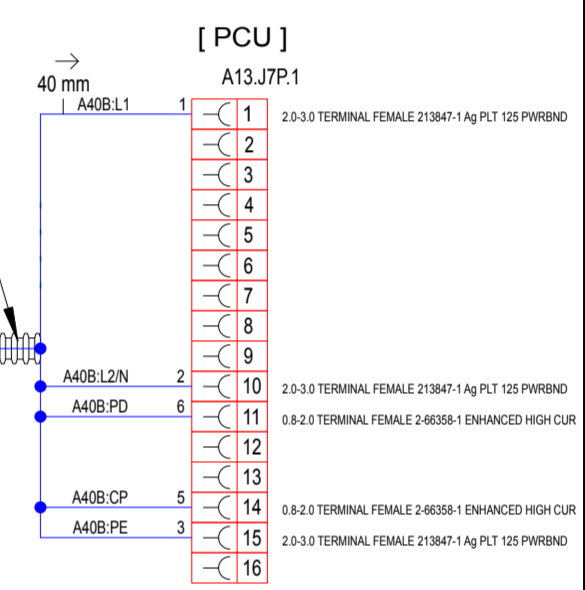 [ PCU ]
40 mm
A13.J7P.1
A40B:L1 1 1 2.0-3.0 TERMINAL FEMALE 213847-1 Ag PLT 125 PWRBND
2
3
4
5
6
7
8
9
A40B:L2/N 2 10 2.0-3.0 TERMINAL FEMALE 213847-1 Ag PLT 125 PWRBND
A40B:PD 6 11 0.8-2.0 TERMINAL FEMALE 2-66358-1 ENHANCED HIGH CUR
12
13
A40B:CP 5 14 0.8-2.0 TERMINAL FEMALE 2-66358-1 ENHANCED HIGH CUR
A40B:PE 3 15 2.0-3.0 TERMINAL FEMALE 213847-1 Ag PLT 125 PWRBND
16